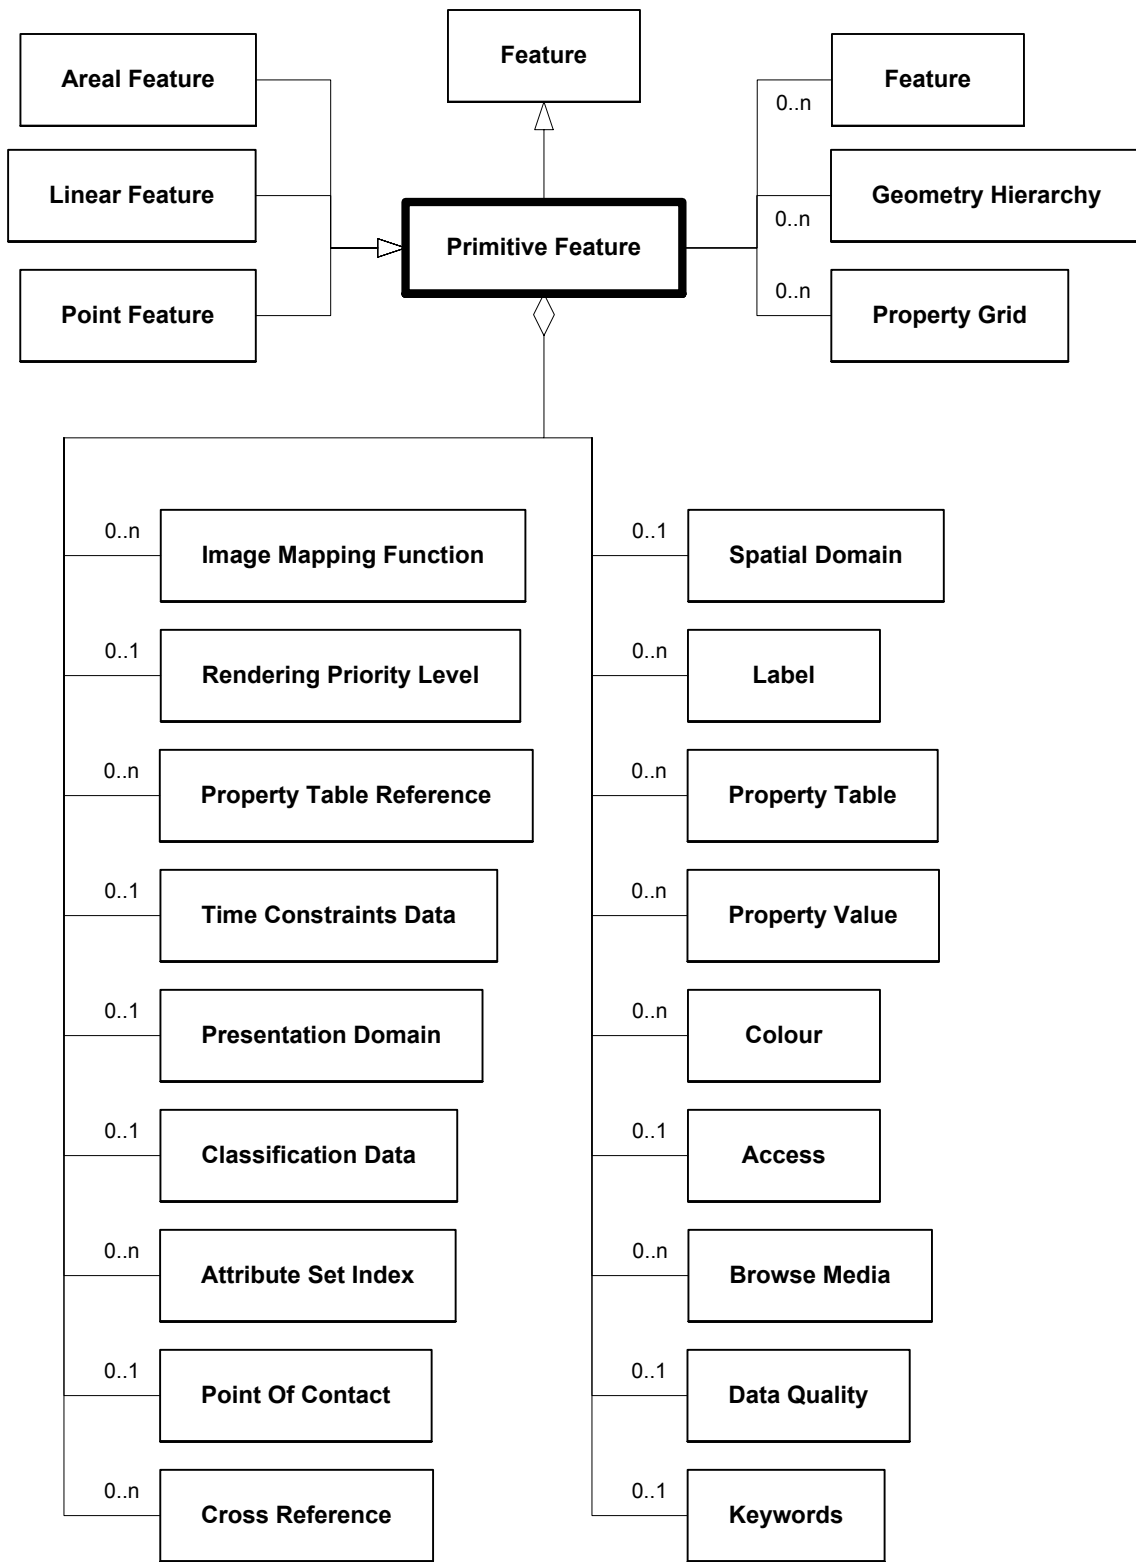 Feature
Areal Feature
Feature
0..n
Linear Feature
Geometry Hierarchy
0..n
Primitive Feature
0..n
Point Feature
Property Grid
0..n
Image Mapping Function
0..1
Spatial Domain
0..1
Rendering Priority Level
0..n
Label
0..n
Property Table Reference
0..n
Property Table
0..1
Time Constraints Data
0..n
Property Value
0..1
Presentation Domain
0..n
Colour
0..1
Classification Data
0..1
Access
0..n
Attribute Set Index
0..n
Browse Media
0..1
Point Of Contact
0..1
Data Quality
0..n
Cross Reference
0..1
Keywords